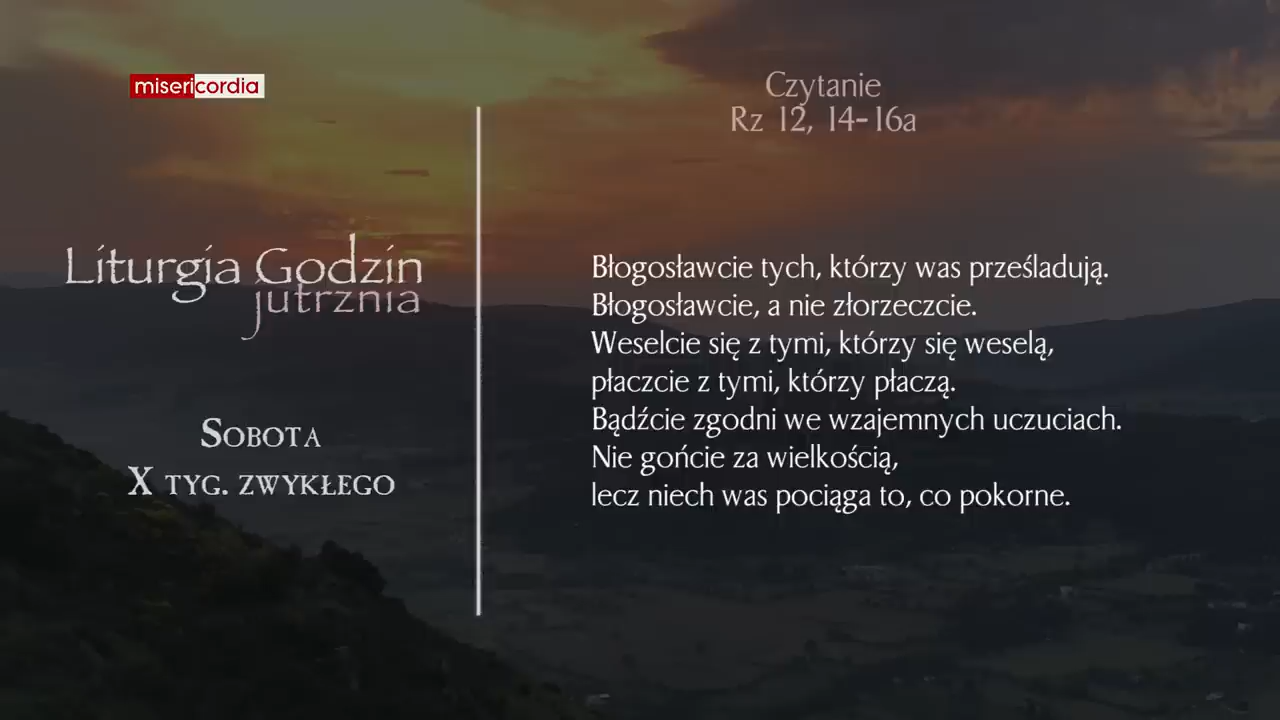 misericordia
Liturgia Godzin
jutrznia
Sobota
X tyg. zwykłego
Czytanie
Rz 12, 14-16a
Błogosławcie tych, którzy was prześladują.
Błogosławcie, a nie złorzeczcie.
Weselcie się z tymi, którzy się weselą,
płaczcie z tymi, którzy płaczą.
Bądźcie zgodni we wzajemnych uczuciach.
Nie gońcie za wielkością,
lecz niech was pociąga to, co pokorne.